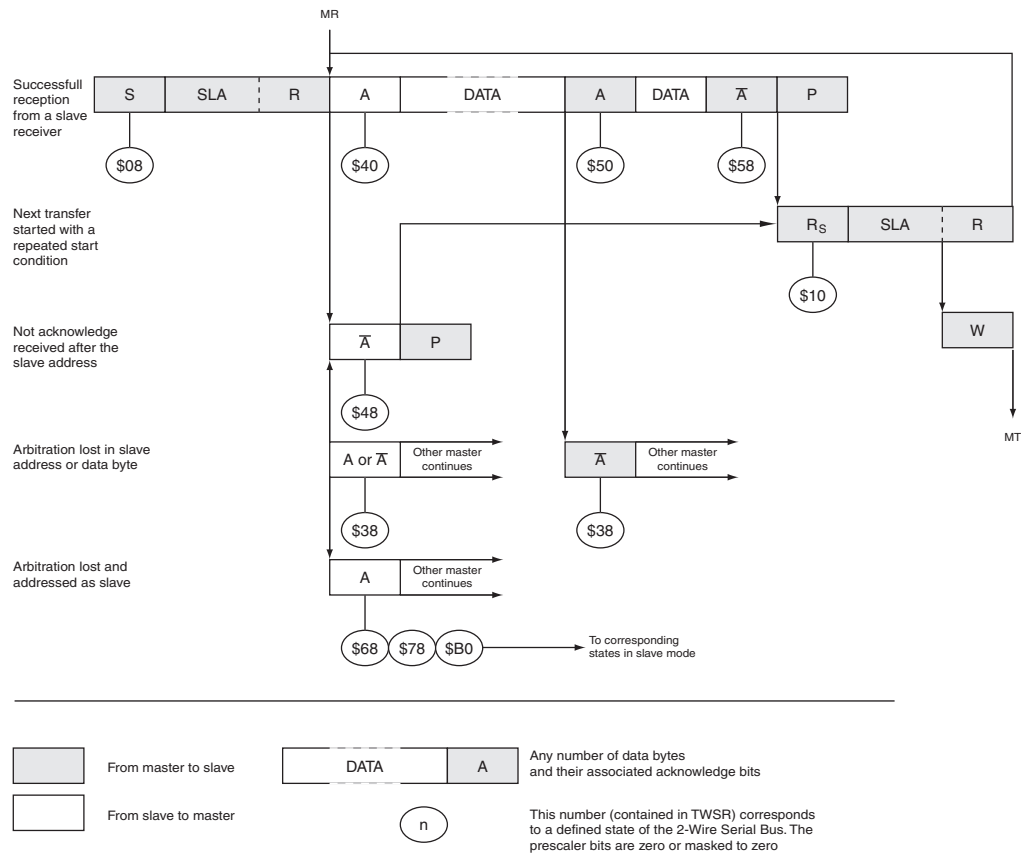 MR
Successfull
reception
from a slave
receiver
S SLA R A DATA A DATA A̅ P
$08 $40 $50 $58
Next transfer
started with a
repeated start
condition
RS SLA R
$10
Not acknowledge
received after the
slave address
A̅ P
W
$48
MT
Arbitration lost in slave
address or data byte
A or A̅ Other master
continues
A̅ Other master
continues
$38 $38
Arbitration lost and
addressed as slave
A Other master
continues
$68 $78 $B0 To corresponding
states in slave mode
From master to slave
DATA A Any number of data bytes
and their associated acknowledge bits
From slave to master
n This number (contained in TWSR) corresponds
to a defined state of the 2-Wire Serial Bus. The
prescaler bits are zero or masked to zero